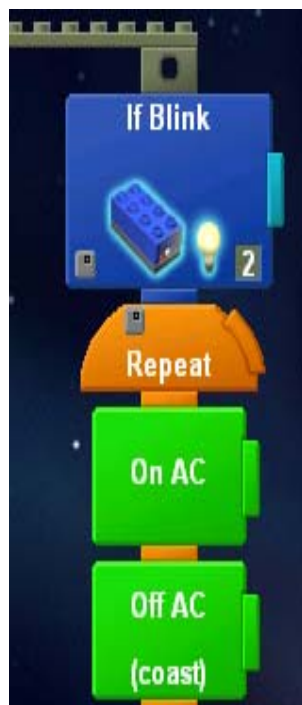 If Blink
2
Repeat
On AC
Off AC
(coast)